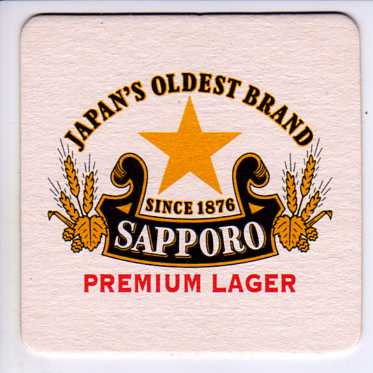 JAPAN'S OLDEST BRAND
SINCE 1876
SAPPORO
PREMIUM LAGER